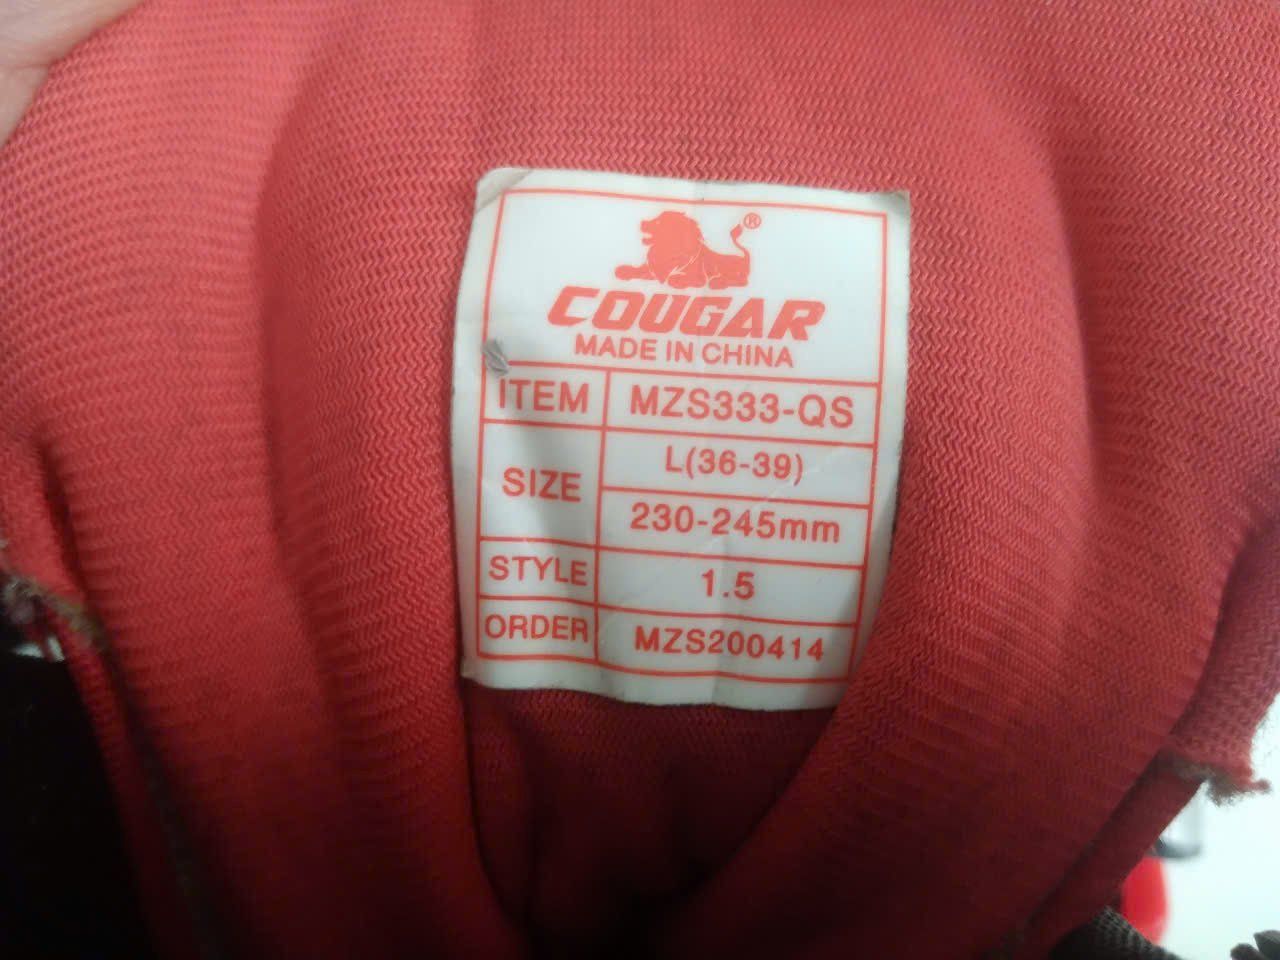 ®
COUGAR
MADE IN CHINA
ITEM MZS333-QS
SIZE L(36-39)
230-245mm
STYLE 1.5
ORDER MZS200414